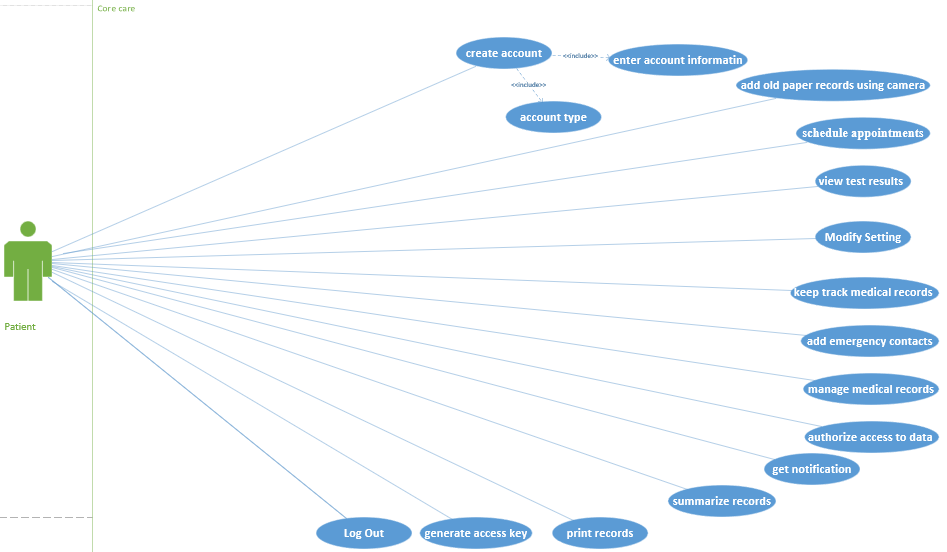 Core care
create account
<<include>>
enter account informatin
<<include>>
add old paper records using camera
account type
schedule appointments
view test results
Modify Setting
keep track medical records
Patient
add emergency contacts
manage medical records
authorize access to data
get notification
summarize records
Log Out
generate access key
print records